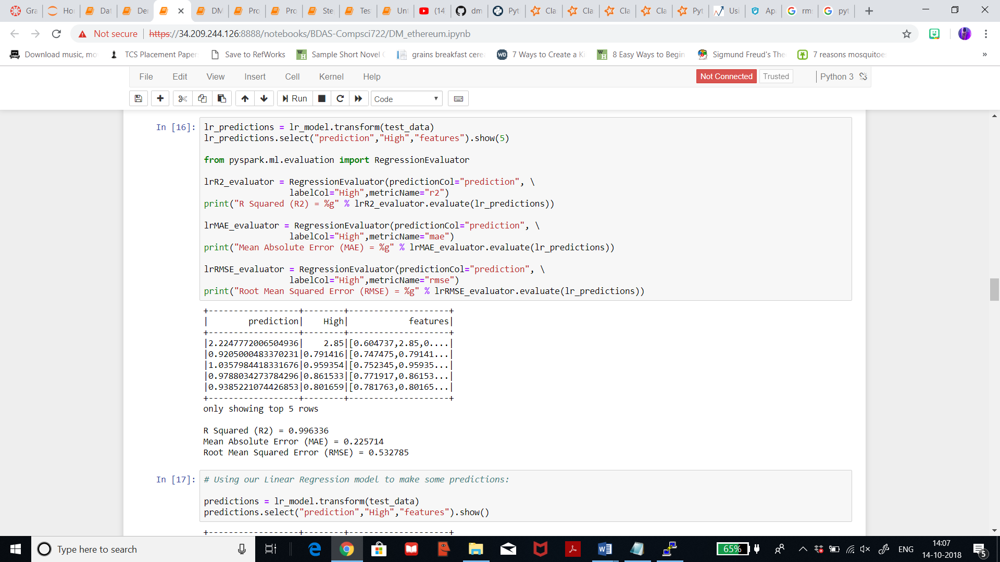 Gra
Ho
Dat
Der
DM
Pro
Pro
Ste
Tes
Unt
(14
dm
Pyt
Cla
Cla
Cla
Cla
Pyt
Usi
Ap
rm
pyt
Not secure
https://34.209.244.126:8888/notebooks/BDAS-Compsci722/DM_ethereum.ipynb
Download music, mo
TCS Placement Paper
Save to RefWorks
Sample Short Novel
grains breakfast cere
7 Ways to Create a Ki
8 Easy Ways to Begin
Sigmund Freud's The
7 reasons mosquitoe
»
File Edit View Insert Cell Kernel Help
Not Connected
Trusted
Python 3
Run
Code
In [16]:
lr_predictions = lr_model.transform(test_data)
lr_predictions.select("prediction","High","features").show(5)
from pyspark.ml.evaluation import RegressionEvaluator
lrR2_evaluator = RegressionEvaluator(predictionCol="prediction", \
labelCol="High",metricName="r2")
print("R Squared (R2) = %g" % lrR2_evaluator.evaluate(lr_predictions))
lrMAE_evaluator = RegressionEvaluator(predictionCol="prediction", \
labelCol="High",metricName="mae")
print("Mean Absolute Error (MAE) = %g" % lrMAE_evaluator.evaluate(lr_predictions))
lrRMSE_evaluator = RegressionEvaluator(predictionCol="prediction", \
labelCol="High",metricName="rmse")
print("Root Mean Squared Error (RMSE) = %g" % lrRMSE_evaluator.evaluate(lr_predictions))
+------------------+--------+--------------------+
|        prediction|    High|            features|
+------------------+--------+--------------------+
|2.2247772006504936|    2.85|[0.604737,2.85,0....|
|0.9205000483370231|0.791416|[0.747475,0.79141...|
|1.0357984418331676|0.959354|[0.752345,0.95935...|
|0.9788034273784296|0.861533|[0.771917,0.86153...|
|0.9385221074426853|0.801659|[0.781763,0.80165...|
+------------------+--------+--------------------+
only showing top 5 rows
R Squared (R2) = 0.996336
Mean Absolute Error (MAE) = 0.225714
Root Mean Squared Error (RMSE) = 0.532785
In [17]:
# Using our Linear Regression model to make some predictions:
predictions = lr_model.transform(test_data)
predictions.select("prediction","High","features").show()
+------------------+--------+--------------------+
Type here to search
65%
ENG
14:07
14-10-2018
5